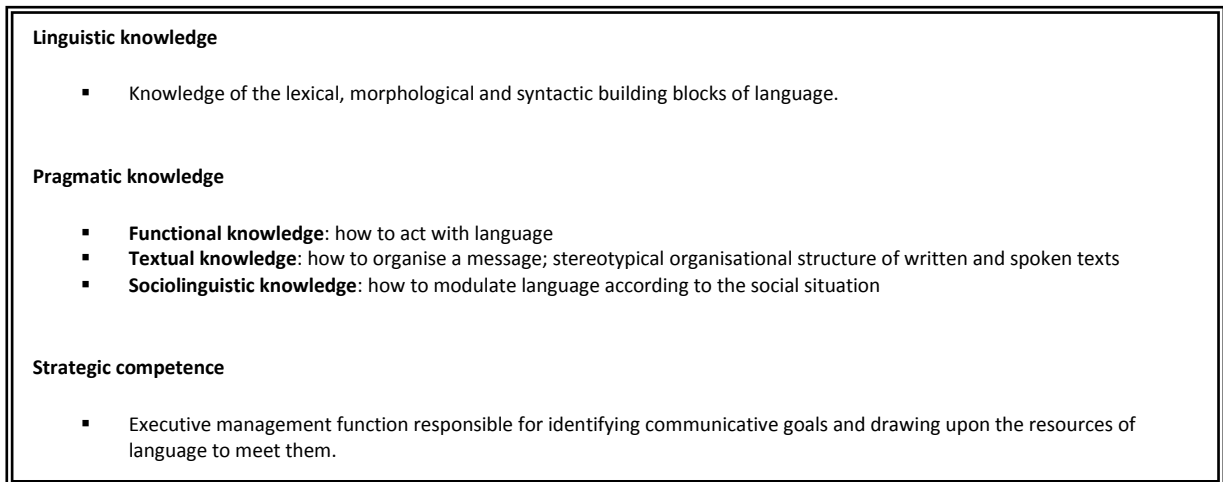 Linguistic knowledge
▪ Knowledge of the lexical, morphological and syntactic building blocks of language.
Pragmatic knowledge
▪ Functional knowledge: how to act with language
▪ Textual knowledge: how to organise a message; stereotypical organisational structure of written and spoken texts
▪ Sociolinguistic knowledge: how to modulate language according to the social situation
Strategic competence
▪ Executive management function responsible for identifying communicative goals and drawing upon the resources of
language to meet them.